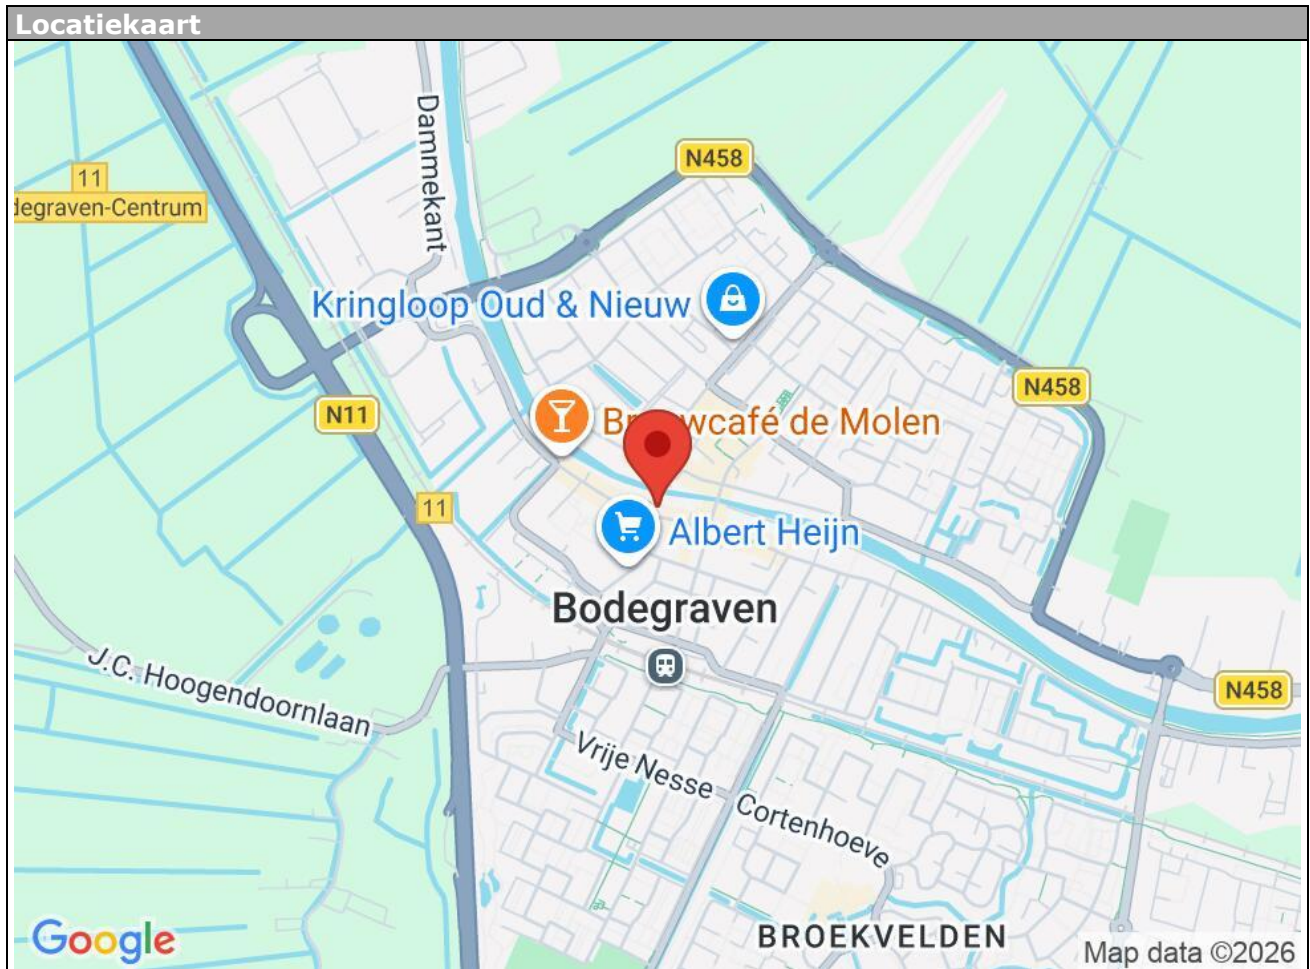 Locatiekaart
Dammekant
N458
11
degraven-Centrum
Kringloop Oud & Nieuw
N458
N11
Brouwcafé de Molen
11
Albert Heijn
Bodegraven
J.C. Hoogendoornlaan
N458
Vrije Nesse
Cortenhoeve
BROEKVELDEN
Google
Map data ©2026